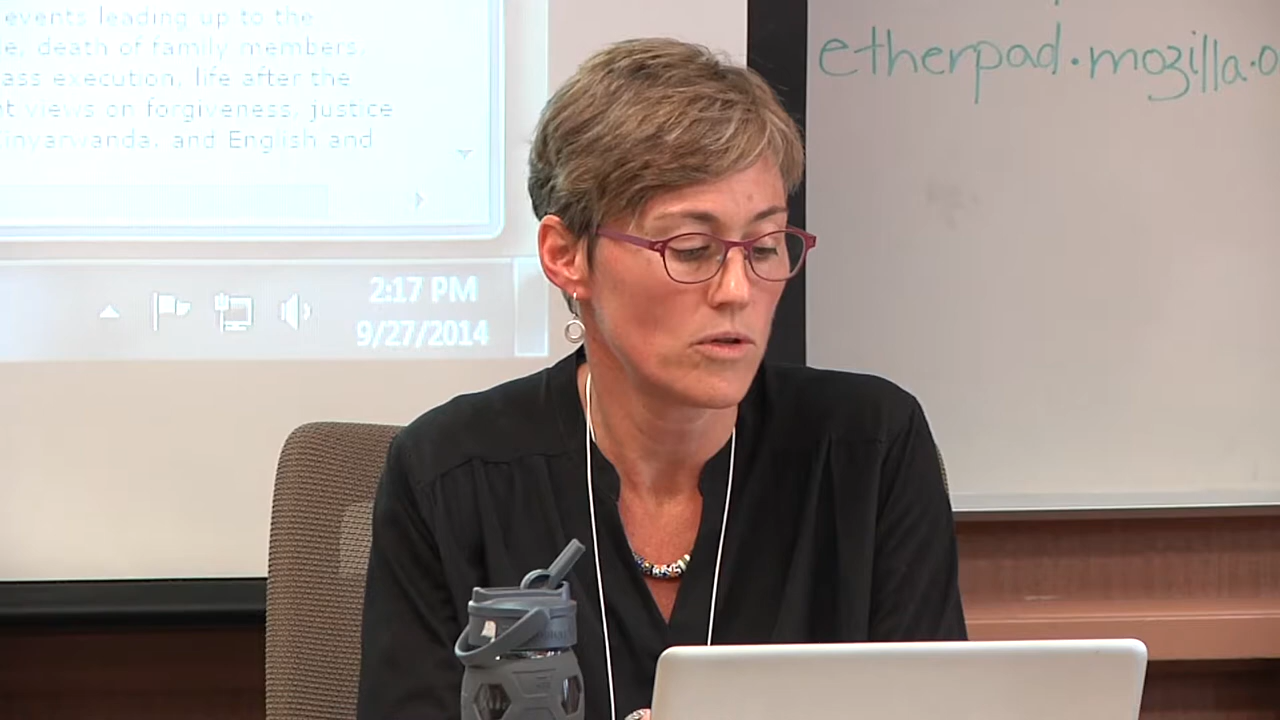 events leading up to the
death of family members,
execution, life after the
views on forgiveness, justice
and English and
2:17 PM
9/27/2014
etherpad.mozilla.o